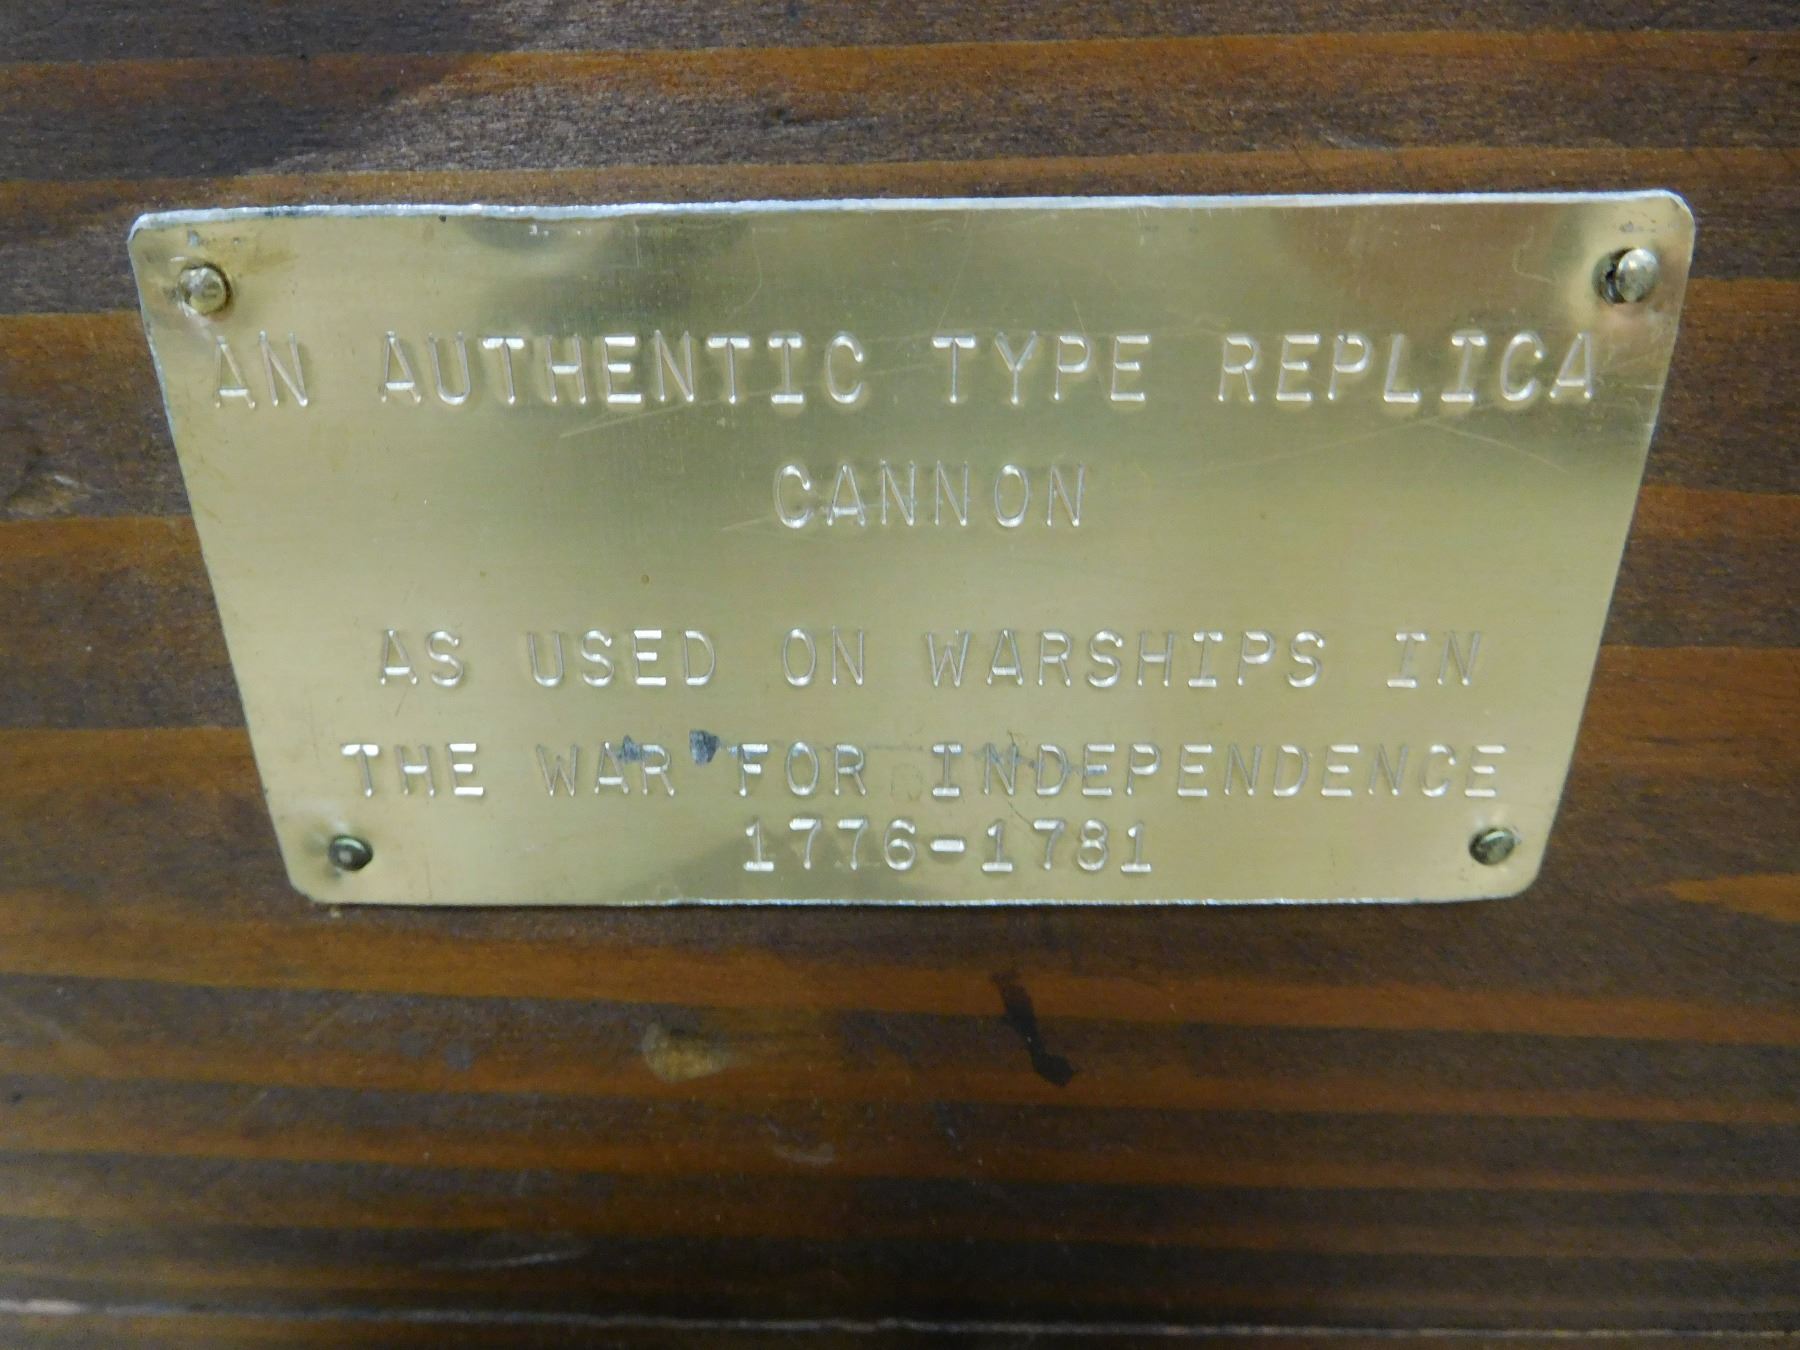 AN AUTHENTIC TYPE REPLICA
CANNON
AS USED ON WARSHIPS IN
THE WAR FOR INDEPENDENCE
1776-1781